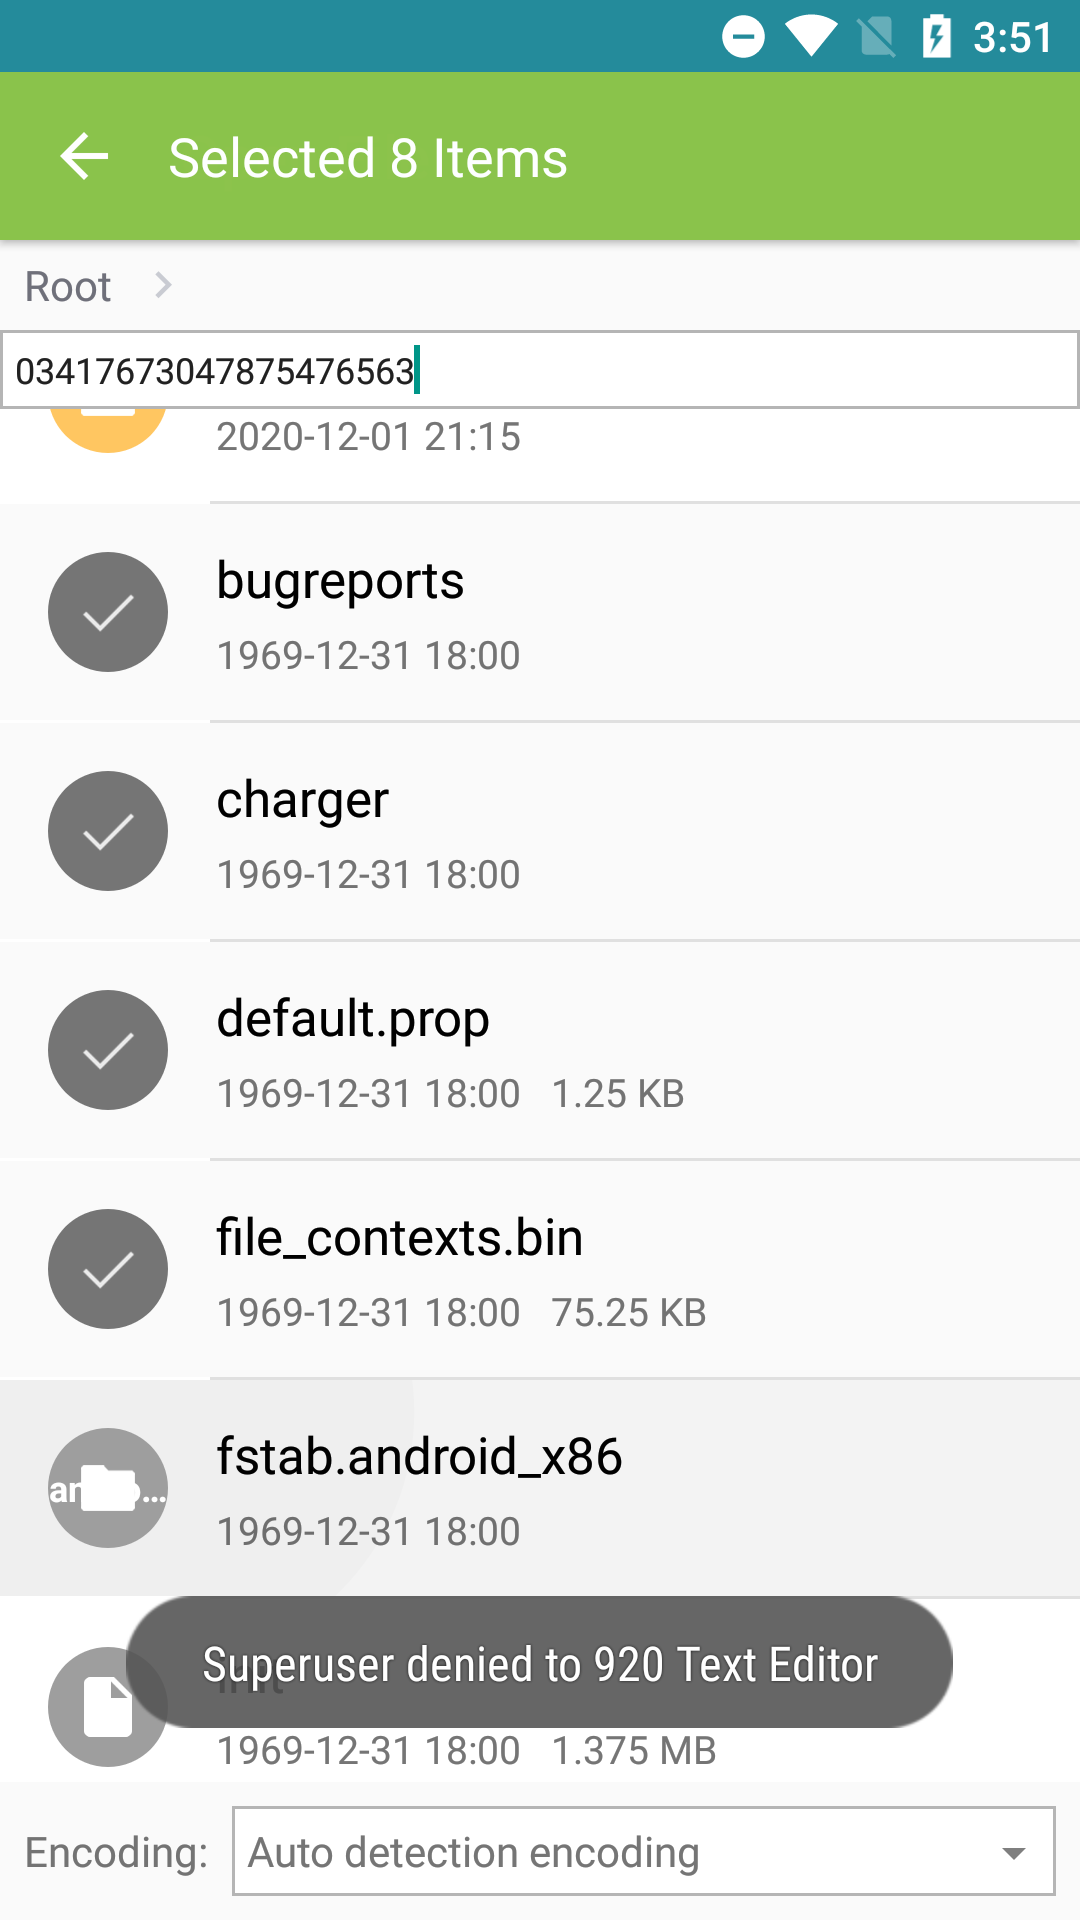 3:51
Selected 8 Items
Root
03417673047875476563
2020-12-01 21:15
bugreports
1969-12-31 18:00
charger
1969-12-31 18:00
default.prop
1969-12-31 18:00 1.25 KB
file_contexts.bin
1969-12-31 18:00 75.25 KB
fstab.android_x86
1969-12-31 18:00
Superuser denied to 920 Text Editor
1969-12-31 18:00 1.375 MB
Encoding: Auto detection encoding